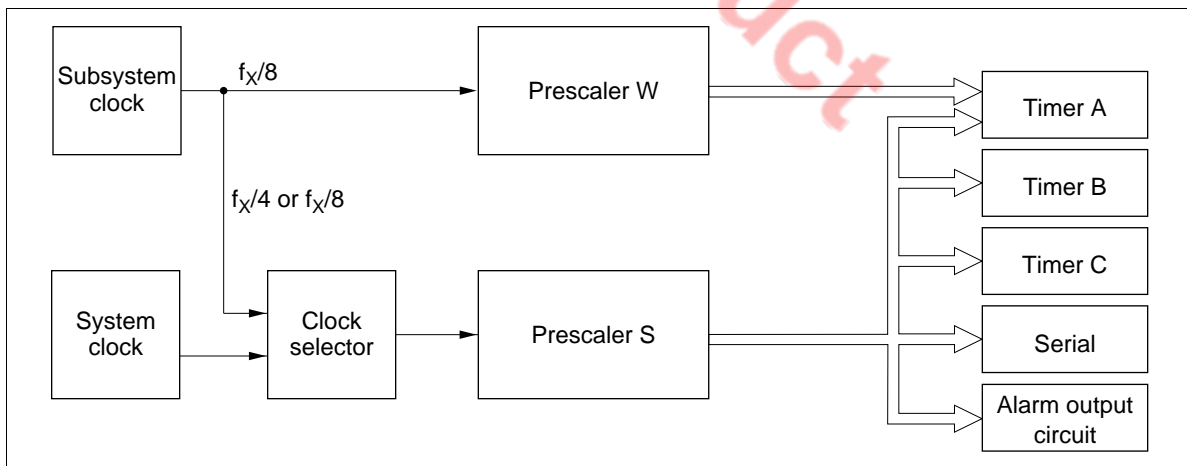 Subsystem
clock
fX/8
Prescaler W
Timer A
Timer B
fX/4 or fX/8
Timer C
System
clock
Clock
selector
Prescaler S
Serial
Alarm output
circuit
uct